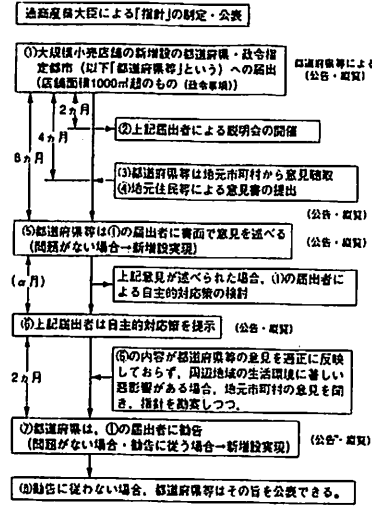 通商産業大臣による「指針」の制定・公表
①大規模小売店舗の新増設の都道府県・政令指
定都市(以下「都道府県等」という)への届出
(店舗面積1000㎡超のもの(政令事項))
都道府県等による
(公告・縦覧)
2ヵ月
4ヵ月
8ヵ月
②上記届出者による説明会の開催
③都道府県等は地元市町村から意見聴取
④地元住民等による意見書の提出
(公告・縦覧)
⑤都道府県等は①の届出者に書面で意見を述べる
(問題がない場合→新増設実現)
(公告・縦覧)
(α月)
上記意見が述べられた場合、①の届出者に
よる自主的対応策の検討
⑥上記届出者は自主的対応策を提示
(公告・縦覧)
2ヵ月
⑥の内容が都道府県等の意見を適正に反映
しておらず、周辺地域の生活環境に著しい
悪影響がある場合、地元市町村の意見を聞
き、指針を勘案しつつ、
⑦都道府県は、①の届出者に勧告
(問題がない場合・勧告に従う場合→新増設実現)
(公告・縦覧)
⑧勧告に従わない場合、都道府県等はその旨を公表できる。